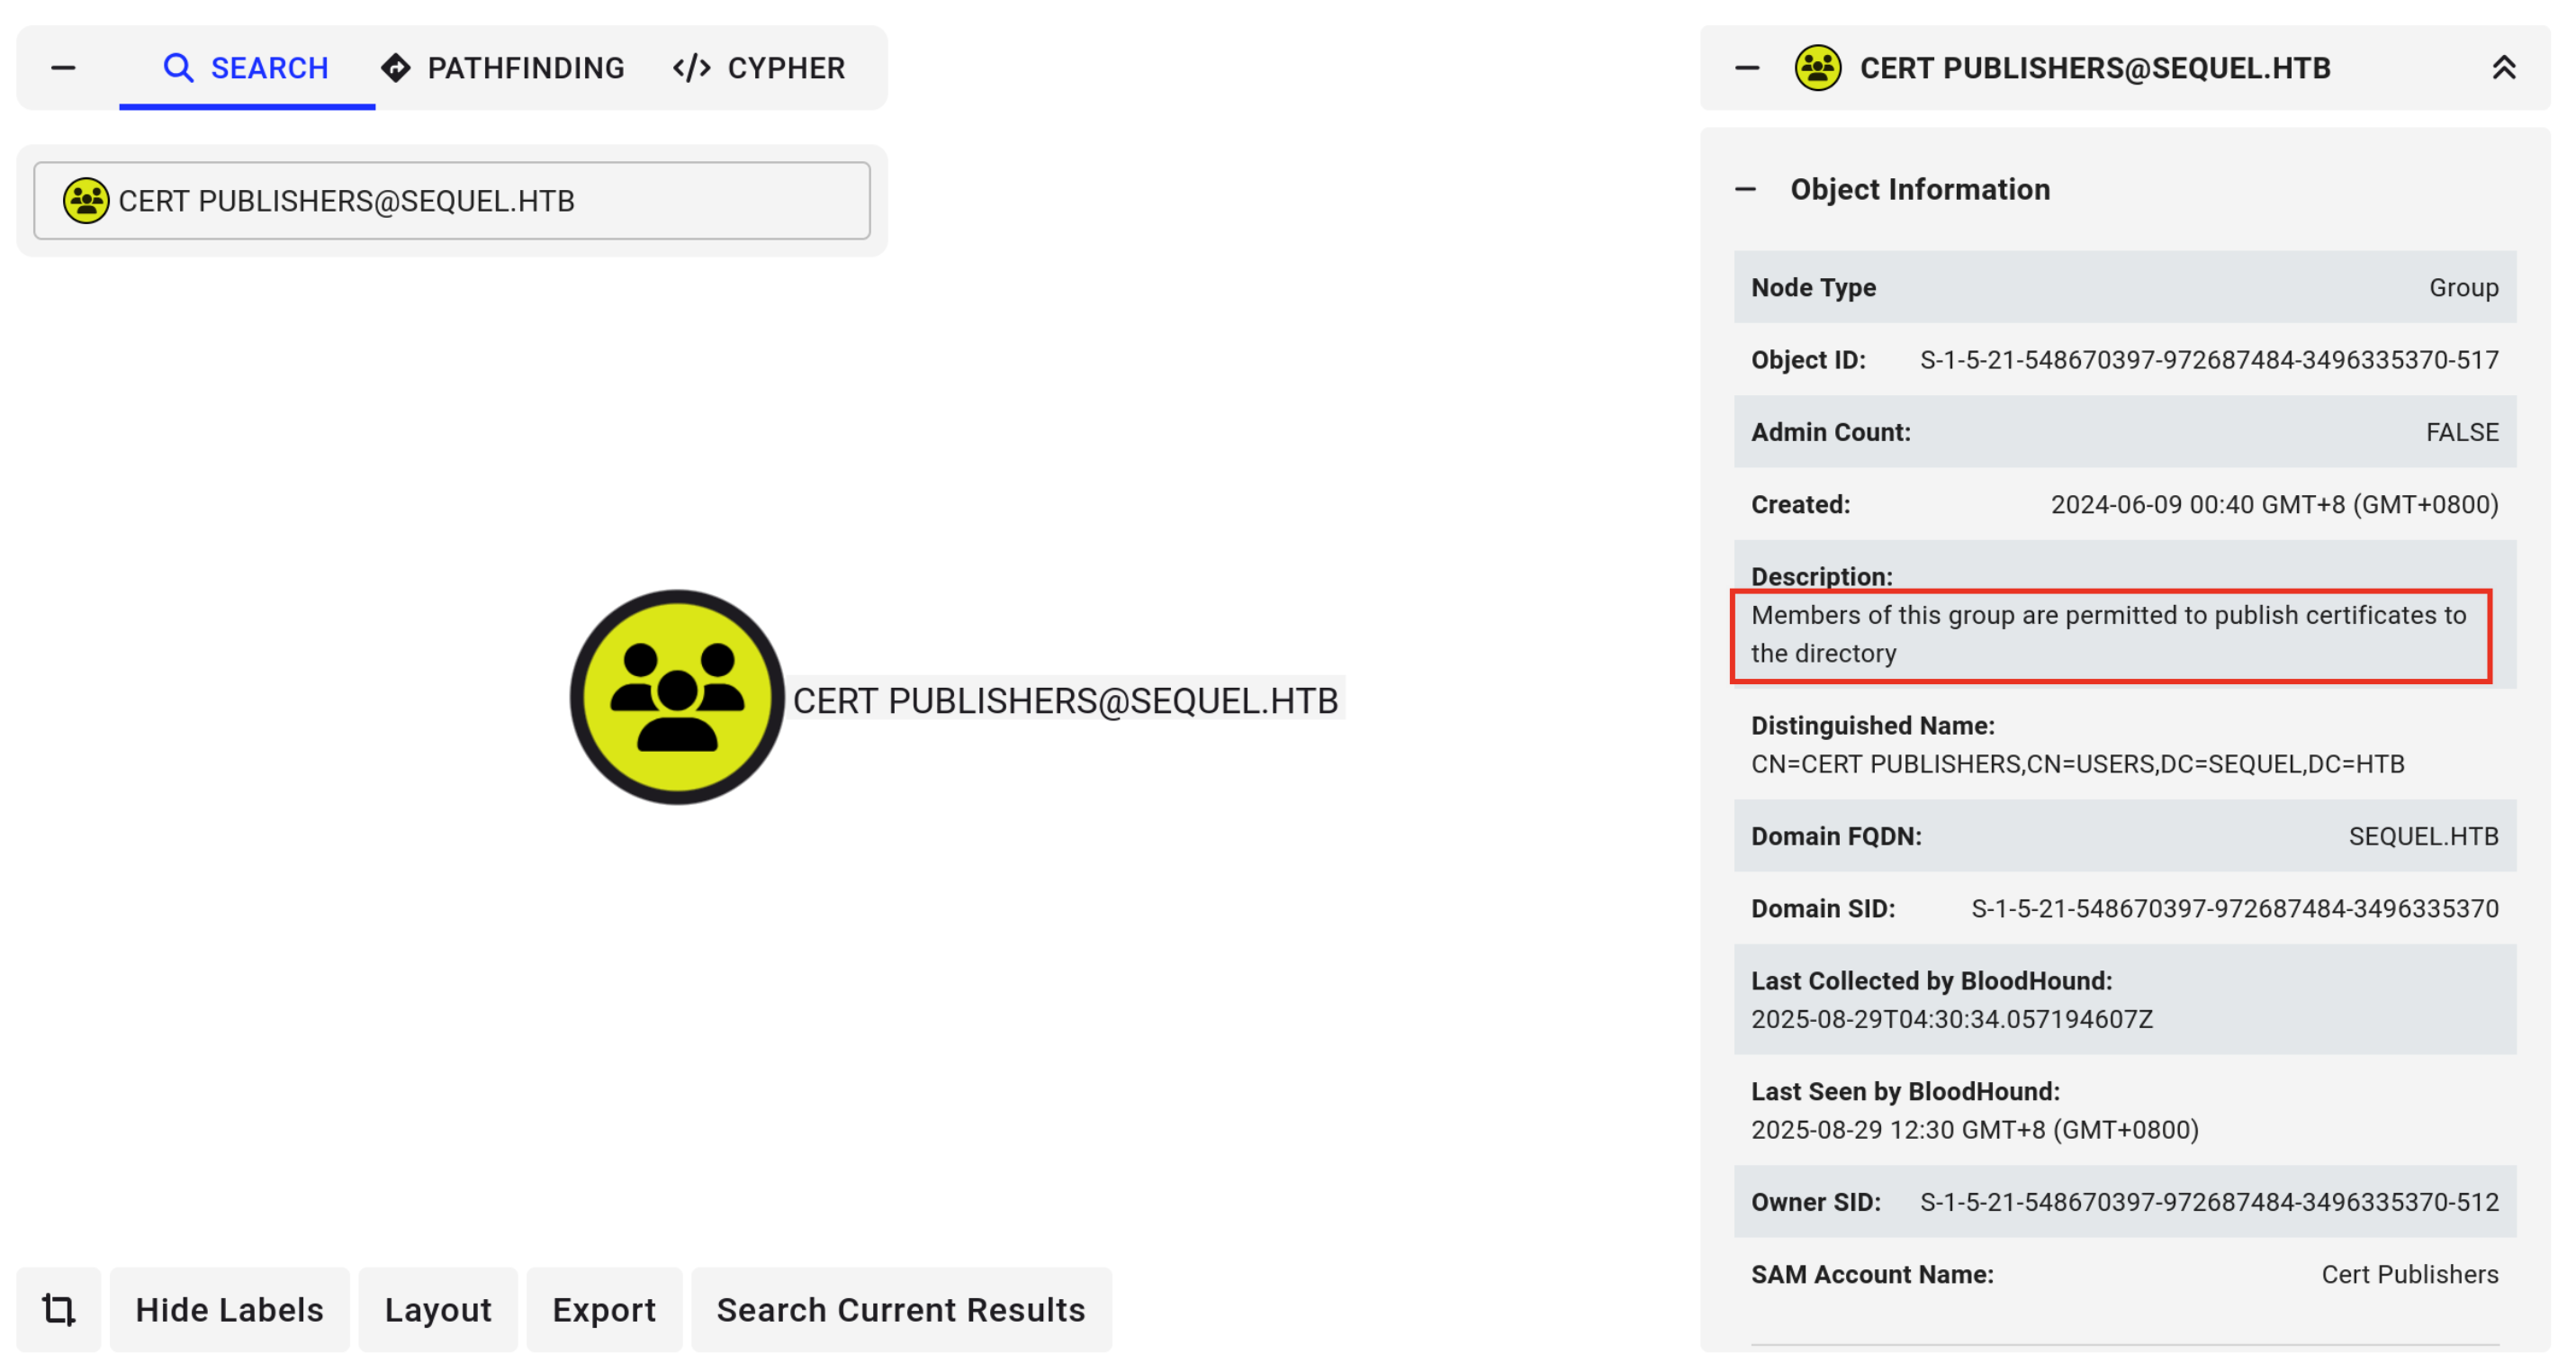 SEARCH PATHFINDING CYPHER
CERT PUBLISHERS@SEQUEL.HTB
CERT PUBLISHERS@SEQUEL.HTB
Hide Labels Layout Export Search Current Results
CERT PUBLISHERS@SEQUEL.HTB
Object Information
Node Type Group
Object ID: S-1-5-21-548670397-972687484-3496335370-517
Admin Count: FALSE
Created: 2024-06-09 00:40 GMT+8 (GMT+0800)
Description:
Members of this group are permitted to publish certificates to
the directory
Distinguished Name:
CN=CERT PUBLISHERS,CN=USERS,DC=SEQUEL,DC=HTB
Domain FQDN: SEQUEL.HTB
Domain SID: S-1-5-21-548670397-972687484-3496335370
Last Collected by BloodHound:
2025-08-29T04:30:34.057194607Z
Last Seen by BloodHound:
2025-08-29 12:30 GMT+8 (GMT+0800)
Owner SID: S-1-5-21-548670397-972687484-3496335370-512
SAM Account Name: Cert Publishers